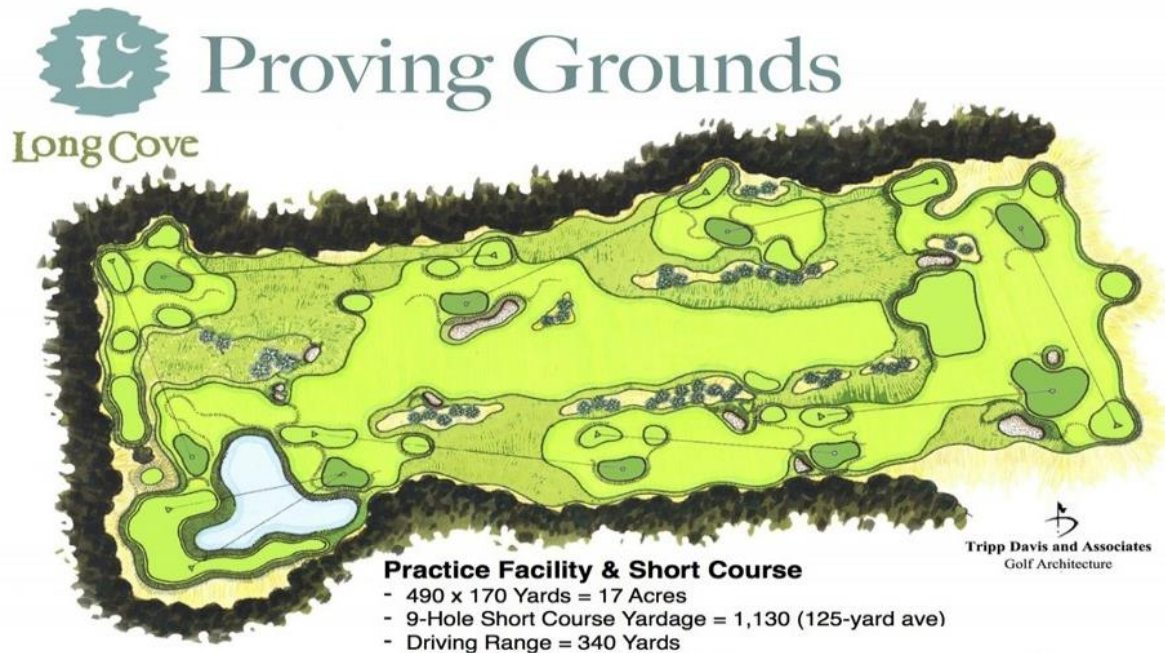 L
Proving Grounds
Long Cove
Tripp Davis and Associates
Golf Architecture
Practice Facility & Short Course
- 490 x 170 Yards = 17 Acres
- 9-Hole Short Course Yardage = 1,130 (125-yard ave)
- Driving Range = 340 Yards